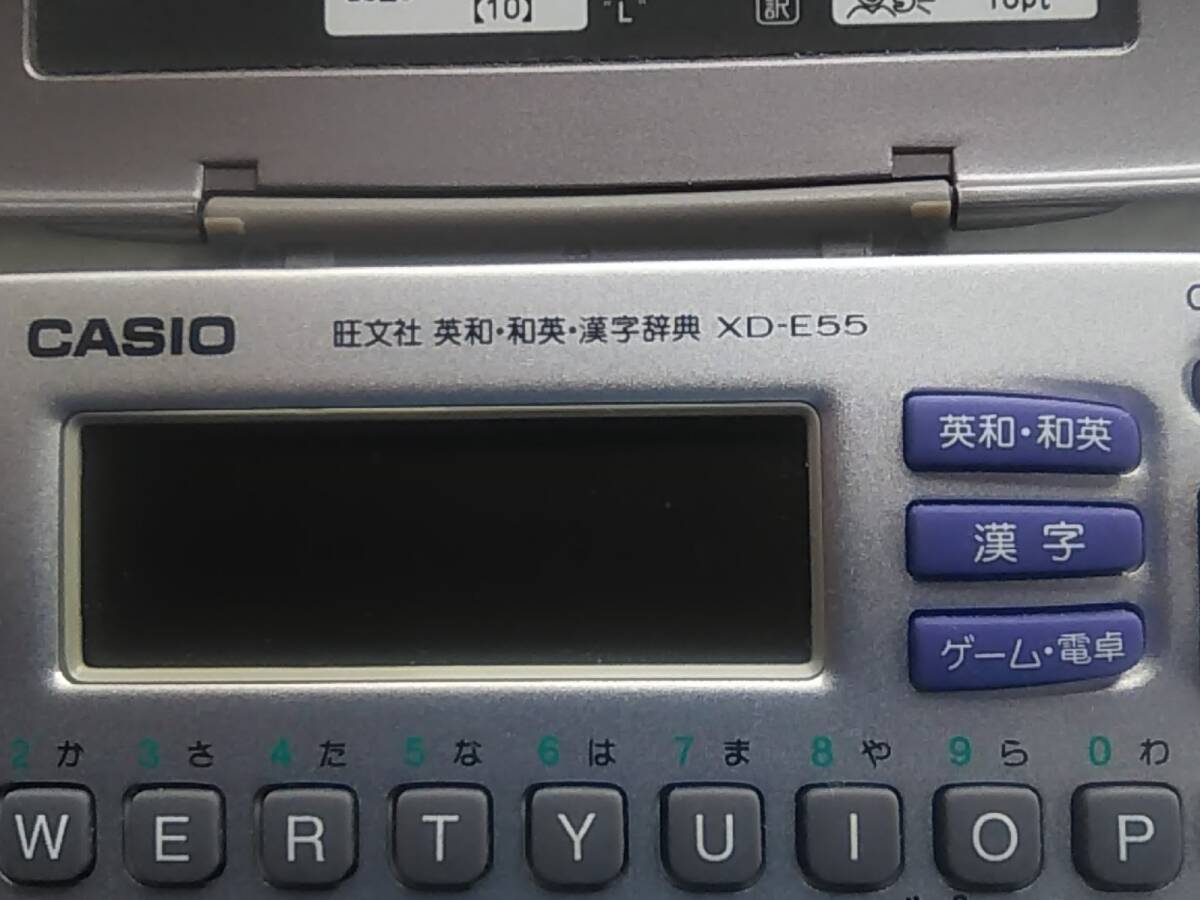 【10】
"L"
訳
10pt
CASIO
旺文社 英和・和英・漢字辞典 XD-E55
英和・和英
漢字
ゲーム・電卓
2 か 3 さ 4 た 5 な 6 は 7 ま 8 や 9 ら 0 わ
W E R T Y U I O P